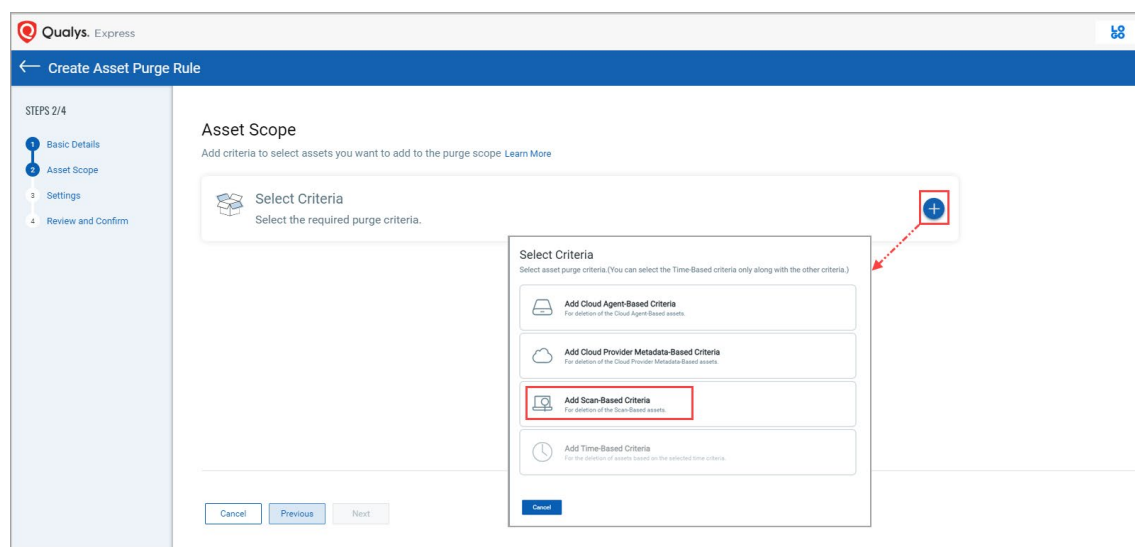 Qualys. Express
LO
GO
Create Asset Purge Rule
STEPS 2/4
1 Basic Details
2 Asset Scope
3 Settings
4 Review and Confirm
Asset Scope
Add criteria to select assets you want to add to the purge scope Learn More
Select Criteria
Select the required purge criteria.
Select Criteria
Select asset purge criteria.(You can select the Time-Based criteria only along with the other criteria.)
Add Cloud Agent-Based Criteria
For deletion of the Cloud Agent-Based assets.
Add Cloud Provider Metadata-Based Criteria
For deletion of the Cloud Provider Metadata-Based assets.
Add Scan-Based Criteria
For deletion of the Scan-Based assets.
Add Time-Based Criteria
For the deletion of assets based on the selected time criteria.
Cancel
Cancel Previous Next